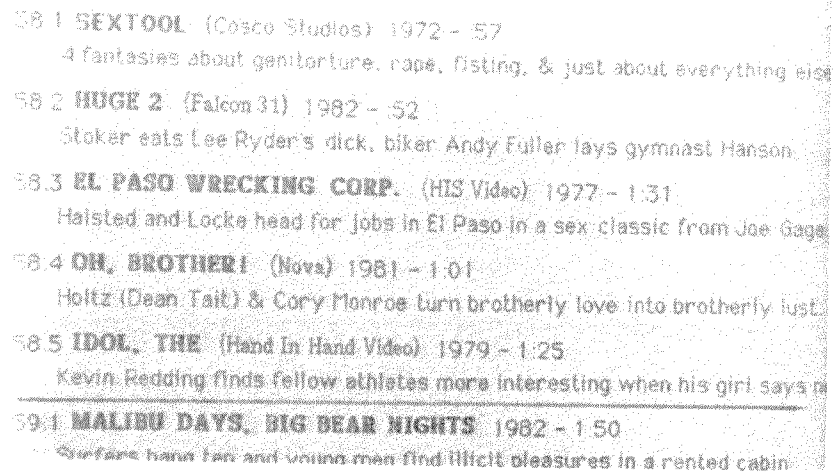 58.1 SEXTOOL (Cosco Studios) 1972 - :57
4 fantasies about genitorture, rape, fisting, & just about everything else
58.2 HUGE 2 (Falcon 31) 1982 - :52
Stoker eats Lee Ryder's dick, biker Andy Fuller lays gymnast Hanson.
58.3 EL PASO WRECKING CORP. (HIS Video) 1977 - 1:31
Halsted and Locke head for jobs in El Paso in a sex classic from Joe Gage
58.4 OH, BROTHER! (Nova) 1981 - 1:01
Holtz (Dean Tait) & Cory Monroe turn brotherly love into brotherly lust.
58.5 IDOL, THE (Hand In Hand Video) 1979 - 1:25
Kevin Redding finds fellow athletes more interesting when his girl says
59.1 MALIBU DAYS, BIG BEAR NIGHTS 1982 - 1:50
Surfers hang ten and young men find illicit pleasures in a rented cabin